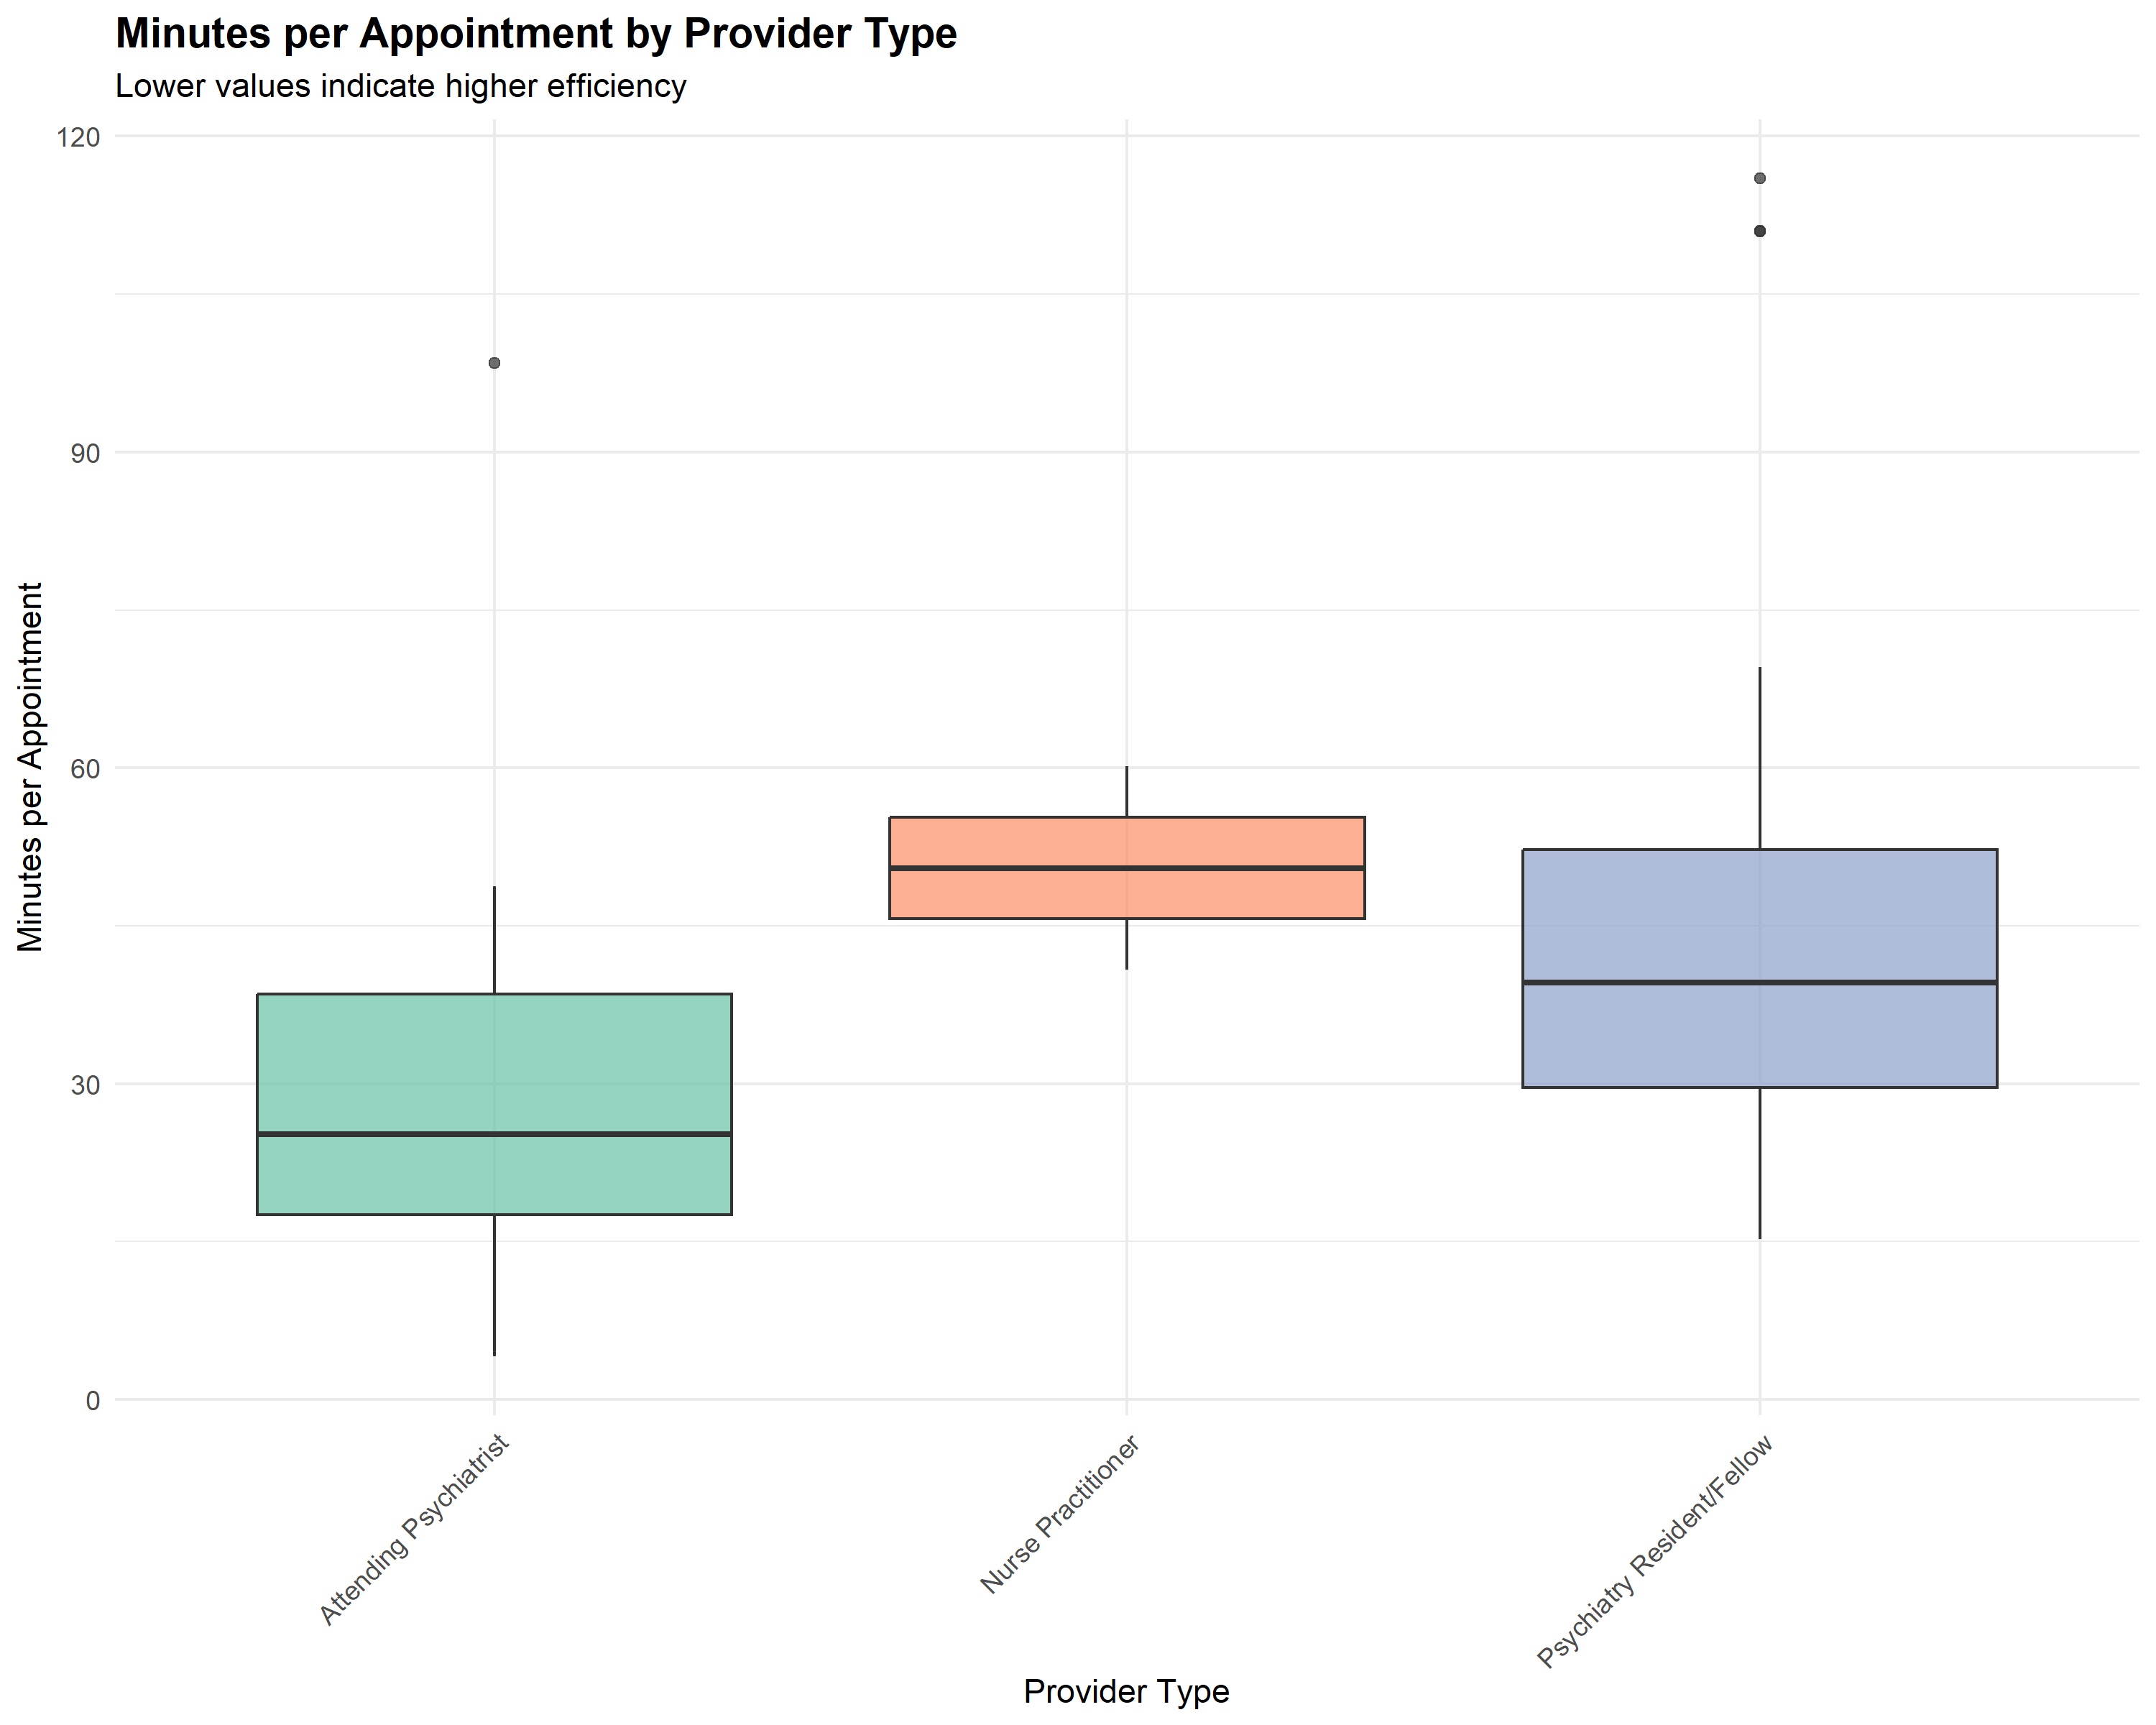 Minutes per Appointment by Provider Type
Lower values indicate higher efficiency
120
90
60
30
0
Minutes per Appointment
Attending Psychiatrist
Nurse Practitioner
Psychiatry Resident/Fellow
Provider Type